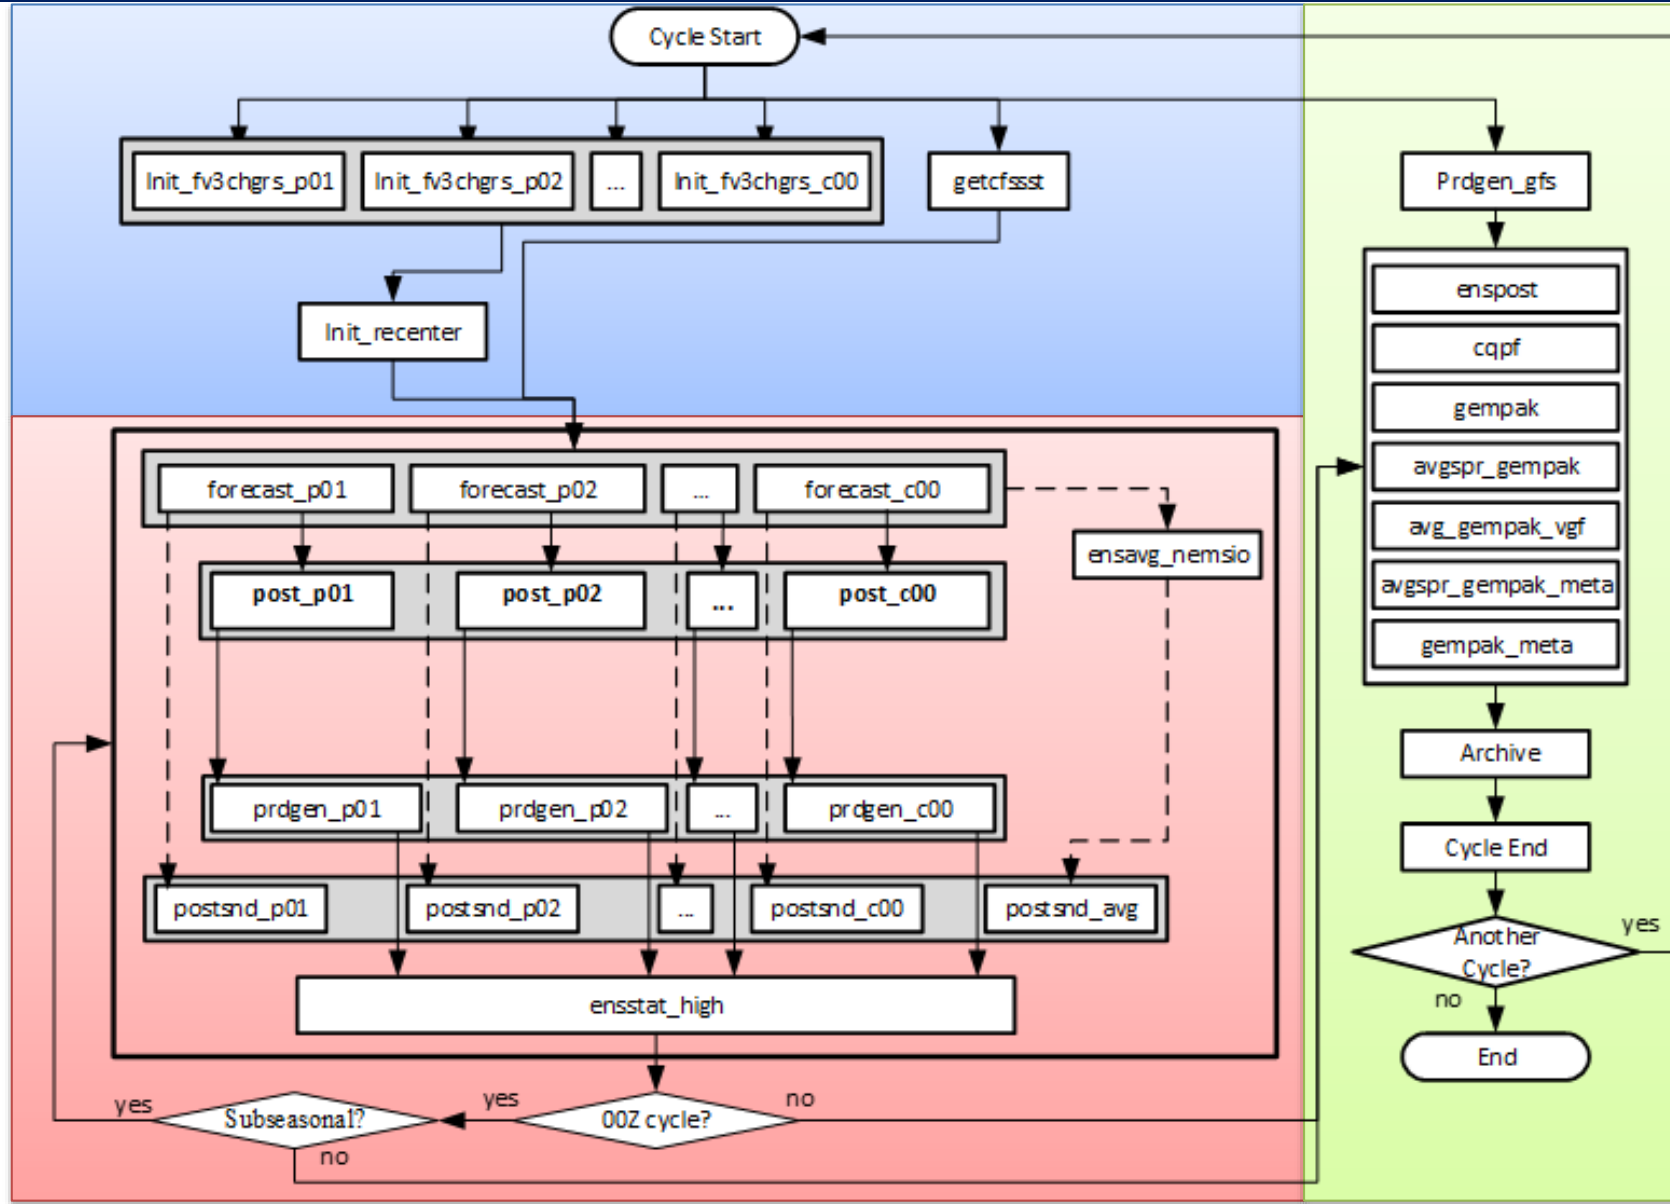 Cycle Start
Init_fv3chgrs_p01
Init_fv3chgrs_p02
...
Init_fv3chgrs_c00
getcfssst
Init_recenter
forecast_p01
forecast_p02
...
forecast_c00
ensavg_nemsio
post_p01
post_p02
...
post_c00
prdgen_p01
prdgen_p02
...
prdgen_c00
postsnd_p01
postsnd_p02
...
postsnd_c00
postsnd_avg
ensstat_high
00Z cycle?
yes
no
Subseasonal?
yes
no
Prdgen_gfs
enspost
cqpf
gempak
avgspr_gempak
avg_gempak_vgf
avgspr_gempak_meta
gempak_meta
Archive
Cycle End
Another
Cycle?
yes
no
End